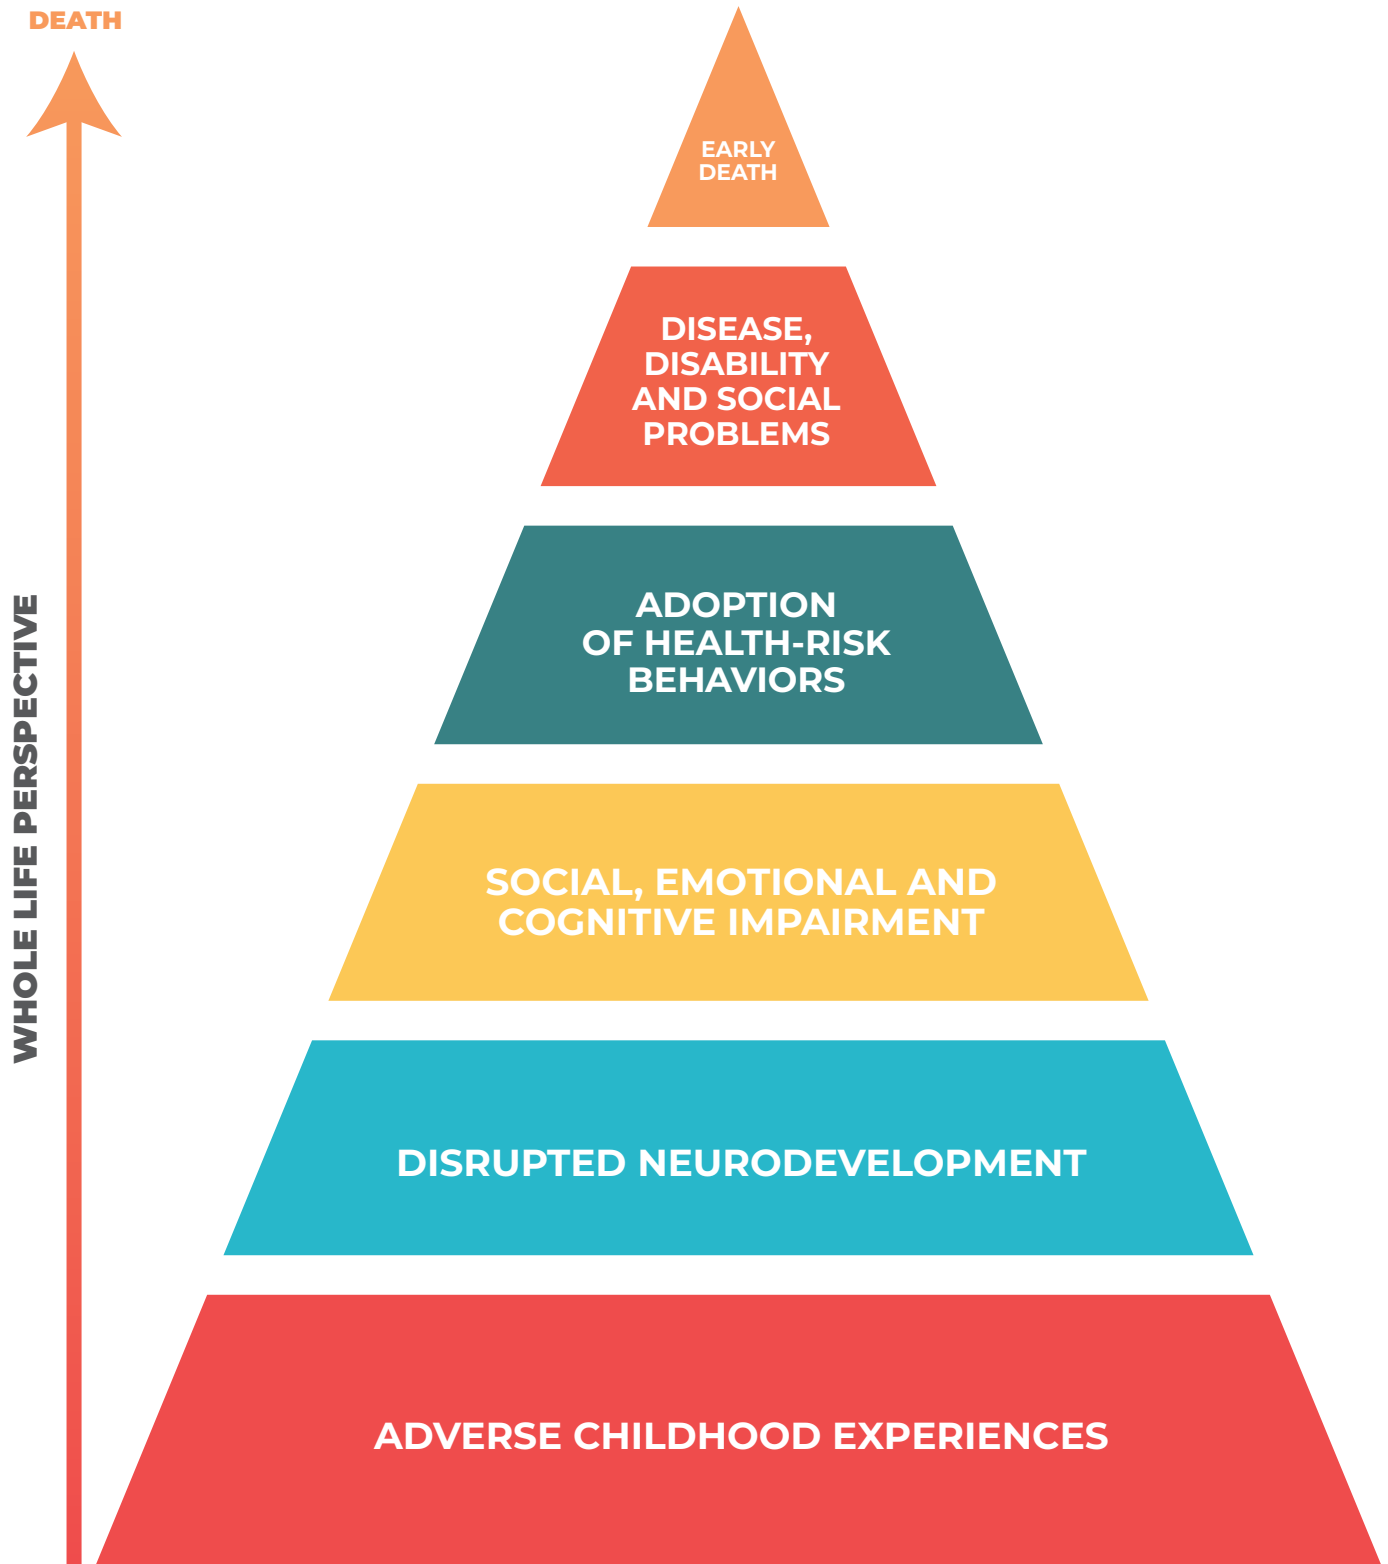 DEATH
EARLY
DEATH
DISEASE,
DISABILITY
AND SOCIAL
PROBLEMS
ADOPTION
OF HEALTH-RISK
BEHAVIORS
WHOLE LIFE PERSPECTIVE
SOCIAL, EMOTIONAL AND
COGNITIVE IMPAIRMENT
DISRUPTED NEURODEVELOPMENT
ADVERSE CHILDHOOD EXPERIENCES